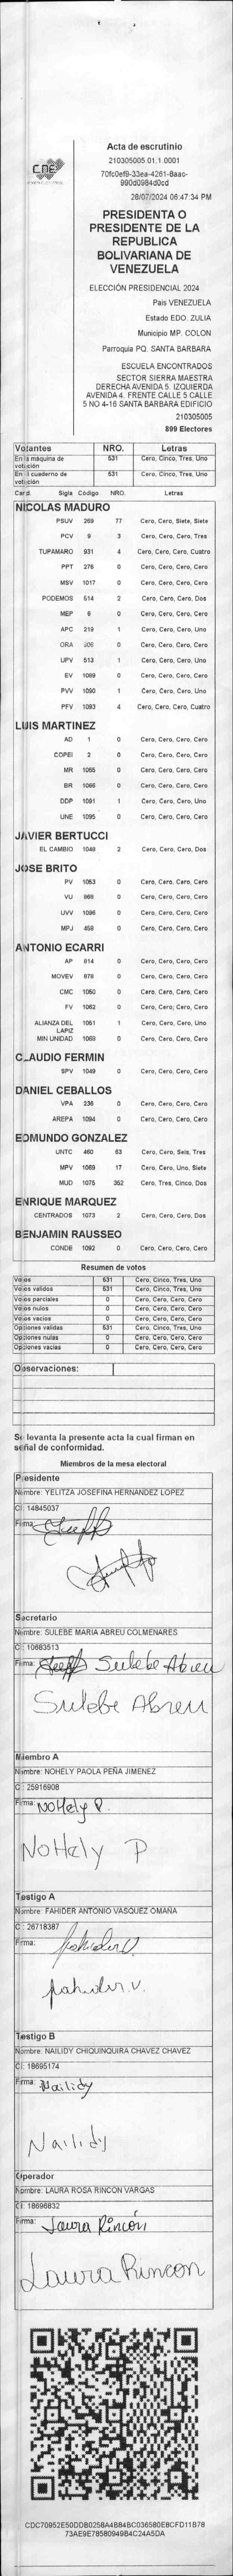 CNE
Acta de escrutinio
210305005.01.1.0001
70fc0ef9-33ea-4261-8aac-
990d0984d0cd
28/07/2024 06:47:34 PM
PRESIDENTA O
PRESIDENTE DE LA
REPUBLICA
BOLIVARIANA DE
VENEZUELA
ELECCIÓN PRESIDENCIAL 2024
Pais VENEZUELA
Estado EDO. ZULIA
Municipio MP. COLON
Parroquia PQ. SANTA BARBARA
ESCUELA ENCONTRADOS
SECTOR SIERRA MAESTRA
DERECHA AVENIDA 5. IZQUIERDA
AVENIDA 4. FRENTE CALLE 5 CALLE
5 NO 4-16 SANTA BARBARA EDIFICIO
210305005
899 Electores
Votantes NRO. Letras
En la máquina de votación 531 Cero, Cinco, Tres, Uno
En el cuaderno de votación 531 Cero, Cinco, Tres, Uno
Card. Sigla Código NRO. Letras
NICOLAS MADURO
PSUV 269 77 Cero, Cero, Siete, Siete
PCV 9 3 Cero, Cero, Cero, Tres
TUPAMARO 931 4 Cero, Cero, Cero, Cuatro
PPT 276 0 Cero, Cero, Cero, Cero
MSV 1017 0 Cero, Cero, Cero, Cero
PODEMOS 514 2 Cero, Cero, Cero, Dos
MEP 6 0 Cero, Cero, Cero, Cero
APC 219 1 Cero, Cero, Cero, Uno
ORA 0 Cero, Cero, Cero, Cero
UPV 513 1 Cero, Cero, Cero, Uno
EV 1089 0 Cero, Cero, Cero, Cero
PVV 1090 1 Cero, Cero, Cero, Uno
PFV 1093 4 Cero, Cero, Cero, Cuatro
LUIS MARTINEZ
AD 1 0 Cero, Cero, Cero, Cero
COPEI 2 0 Cero, Cero, Cero, Cero
MR 1065 0 Cero, Cero, Cero, Cero
BR 1066 0 Cero, Cero, Cero, Cero
DDP 1091 1 Cero, Cero, Cero, Uno
UNE 1095 0 Cero, Cero, Cero, Cero
JAVIER BERTUCCI
EL CAMBIO 1048 2 Cero, Cero, Cero, Dos
JOSE BRITO
PV 1053 0 Cero, Cero, Cero, Cero
VU 868 0 Cero, Cero, Cero, Cero
UVV 1096 0 Cero, Cero, Cero, Cero
MPJ 458 0 Cero, Cero, Cero, Cero
ANTONIO ECARRI
AP 814 0 Cero, Cero, Cero, Cero
MOVEV 879 0 Cero, Cero, Cero, Cero
CMC 1050 0 Cero, Cero, Cero, Cero
FV 1062 0 Cero, Cero, Cero, Cero
ALIANZA DEL LAPIZ 1051 1 Cero, Cero, Cero, Uno
MIN UNIDAD 1068 0 Cero, Cero, Cero, Cero
CLAUDIO FERMIN
SPV 1049 0 Cero, Cero, Cero, Cero
DANIEL CEBALLOS
VPA 236 0 Cero, Cero, Cero, Cero
AREPA 1094 0 Cero, Cero, Cero, Cero
EDMUNDO GONZALEZ
UNTC 460 63 Cero, Cero, Seis, Tres
MPV 1069 17 Cero, Cero, Uno, Siete
MUD 1075 352 Cero, Tres, Cinco, Dos
ENRIQUE MARQUEZ
CENTRADOS 1073 2 Cero, Cero, Cero, Dos
BENJAMIN RAUSSEO
CONDE 1092 0 Cero, Cero, Cero, Cero
Resumen de votos
Votos 531 Cero, Cinco, Tres, Uno
Votos validos 531 Cero, Cinco, Tres, Uno
Votos parciales 0 Cero, Cero, Cero, Cero
Votos nulos 0 Cero, Cero, Cero, Cero
Votos vacios 0 Cero, Cero, Cero, Cero
Opciones validas 531 Cero, Cinco, Tres, Uno
Opciones nulas 0 Cero, Cero, Cero, Cero
Opciones vacias 0 Cero, Cero, Cero, Cero
Observaciones:
Se levanta la presente acta la cual firman en
señal de conformidad.
Miembros de la mesa electoral
Presidente
Nombre: YELITZA JOSEFINA HERNANDEZ LOPEZ
CI: 14845037
Firma:
Secretario
Nombre: SULEBE MARIA ABREU COLMENARES
CI: 10683513
Firma: Sulebe Abreu
Sulebe Abreu
Miembro A
Nombre: NOHELY PAOLA PEÑA JIMENEZ
CI: 25916908
Firma: NoHely P.
NoHely P
Testigo A
Nombre: FAHIDER ANTONIO VASQUEZ OMAÑA
CI: 26718387
Firma: fahider V.
fahider v.
Testigo B
Nombre: NAILIDY CHIQUINQUIRA CHAVEZ CHAVEZ
CI: 18695174
Firma: Nailidy
Nailidy
Operador
Nombre: LAURA ROSA RINCON VARGAS
CI: 18696832
Firma: Laura Rincón
Laura Rincon
CDC70952E50DDB0258A4B84BC036580E8CFD11B78
73AE9E78580949B4C24A5DA